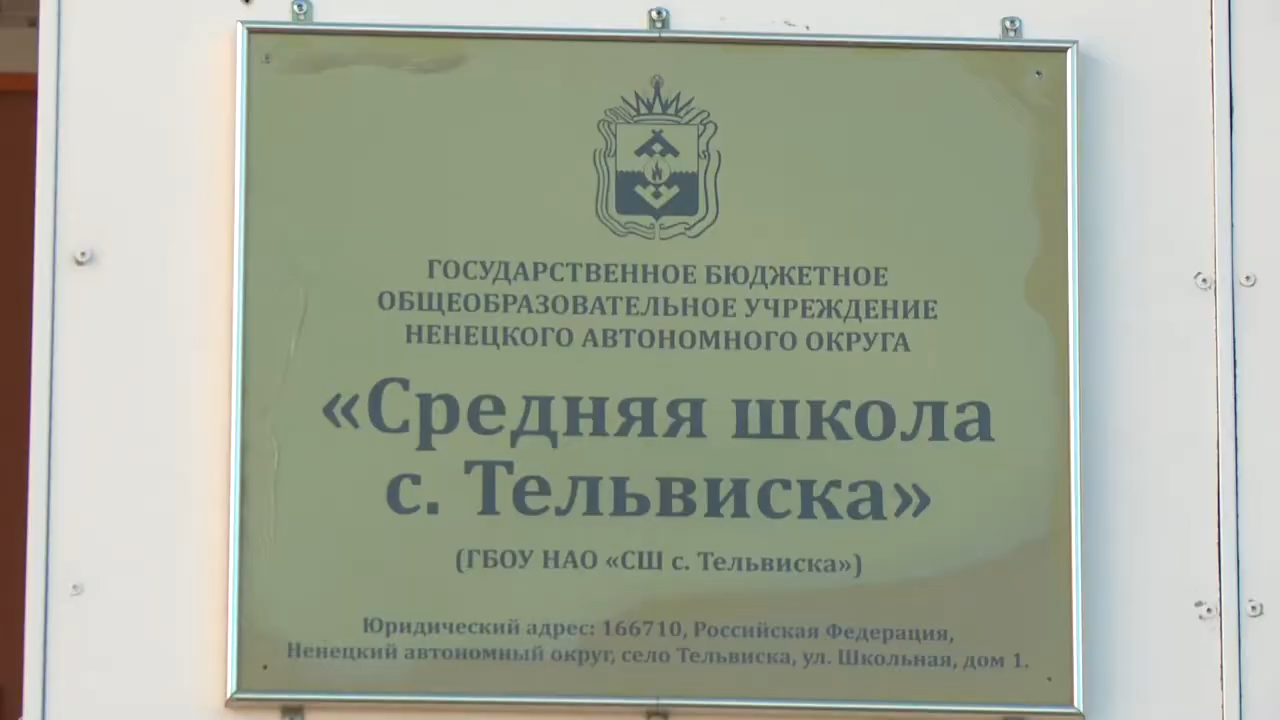 ГОСУДАРСТВЕННОЕ БЮДЖЕТНОЕ
ОБЩЕОБРАЗОВАТЕЛЬНОЕ УЧРЕЖДЕНИЕ
НЕНЕЦКОГО АВТОНОМНОГО ОКРУГА
«Средняя школа
с. Тельвиска»
(ГБОУ НАО «СШ с. Тельвиска»)
Юридический адрес: 166710, Российская Федерация,
Ненецкий автономный округ, село Тельвиска, ул. Школьная, дом 1.